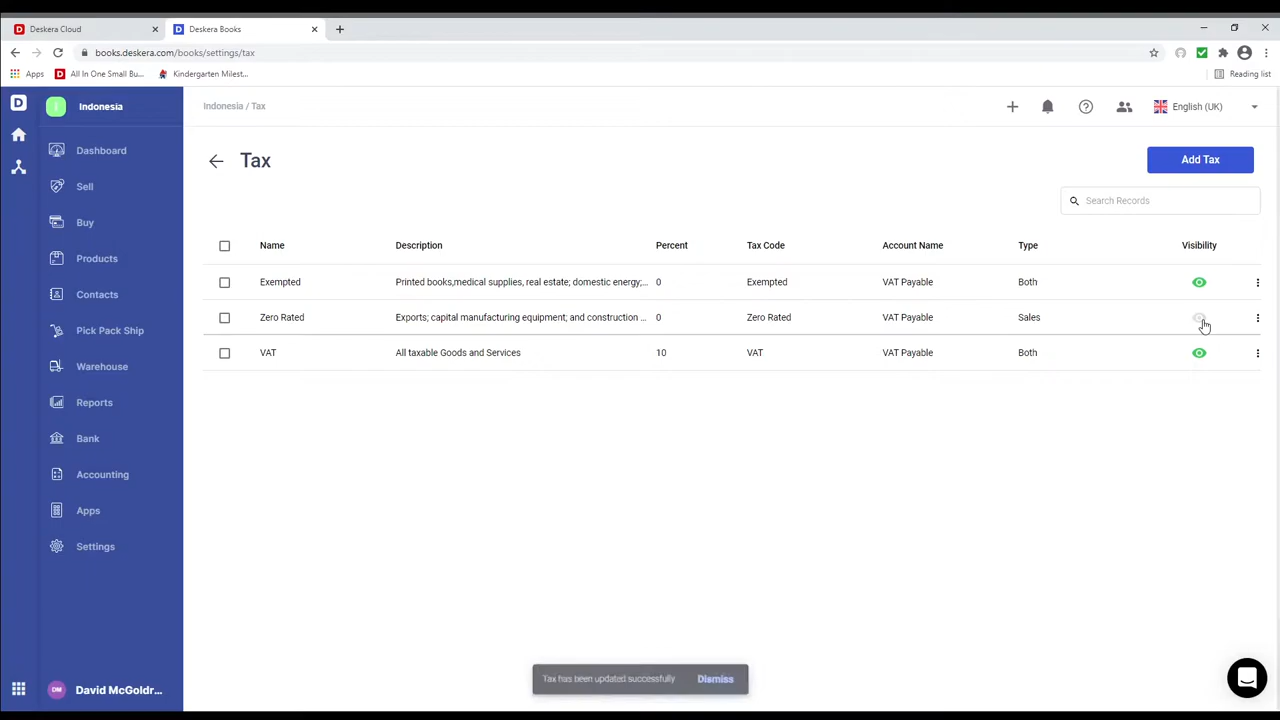 Deskera Cloud
Deskera Books
books.deskera.com/books/settings/tax
Apps
All In One Small Bu...
Kindergarten Milest...
Reading list
Indonesia
Indonesia / Tax
English (UK)
Dashboard
Sell
Buy
Products
Contacts
Pick Pack Ship
Warehouse
Reports
Bank
Accounting
Apps
Settings
DM David McGoldr...
Tax
Add Tax
Search Records
Name Description Percent Tax Code Account Name Type Visibility
Exempted Printed books,medical supplies, real estate; domestic energy;... 0 Exempted VAT Payable Both
Zero Rated Exports; capital manufacturing equipment; and construction ... 0 Zero Rated VAT Payable Sales
VAT All taxable Goods and Services 10 VAT VAT Payable Both
Tax has been updated successfully Dismiss